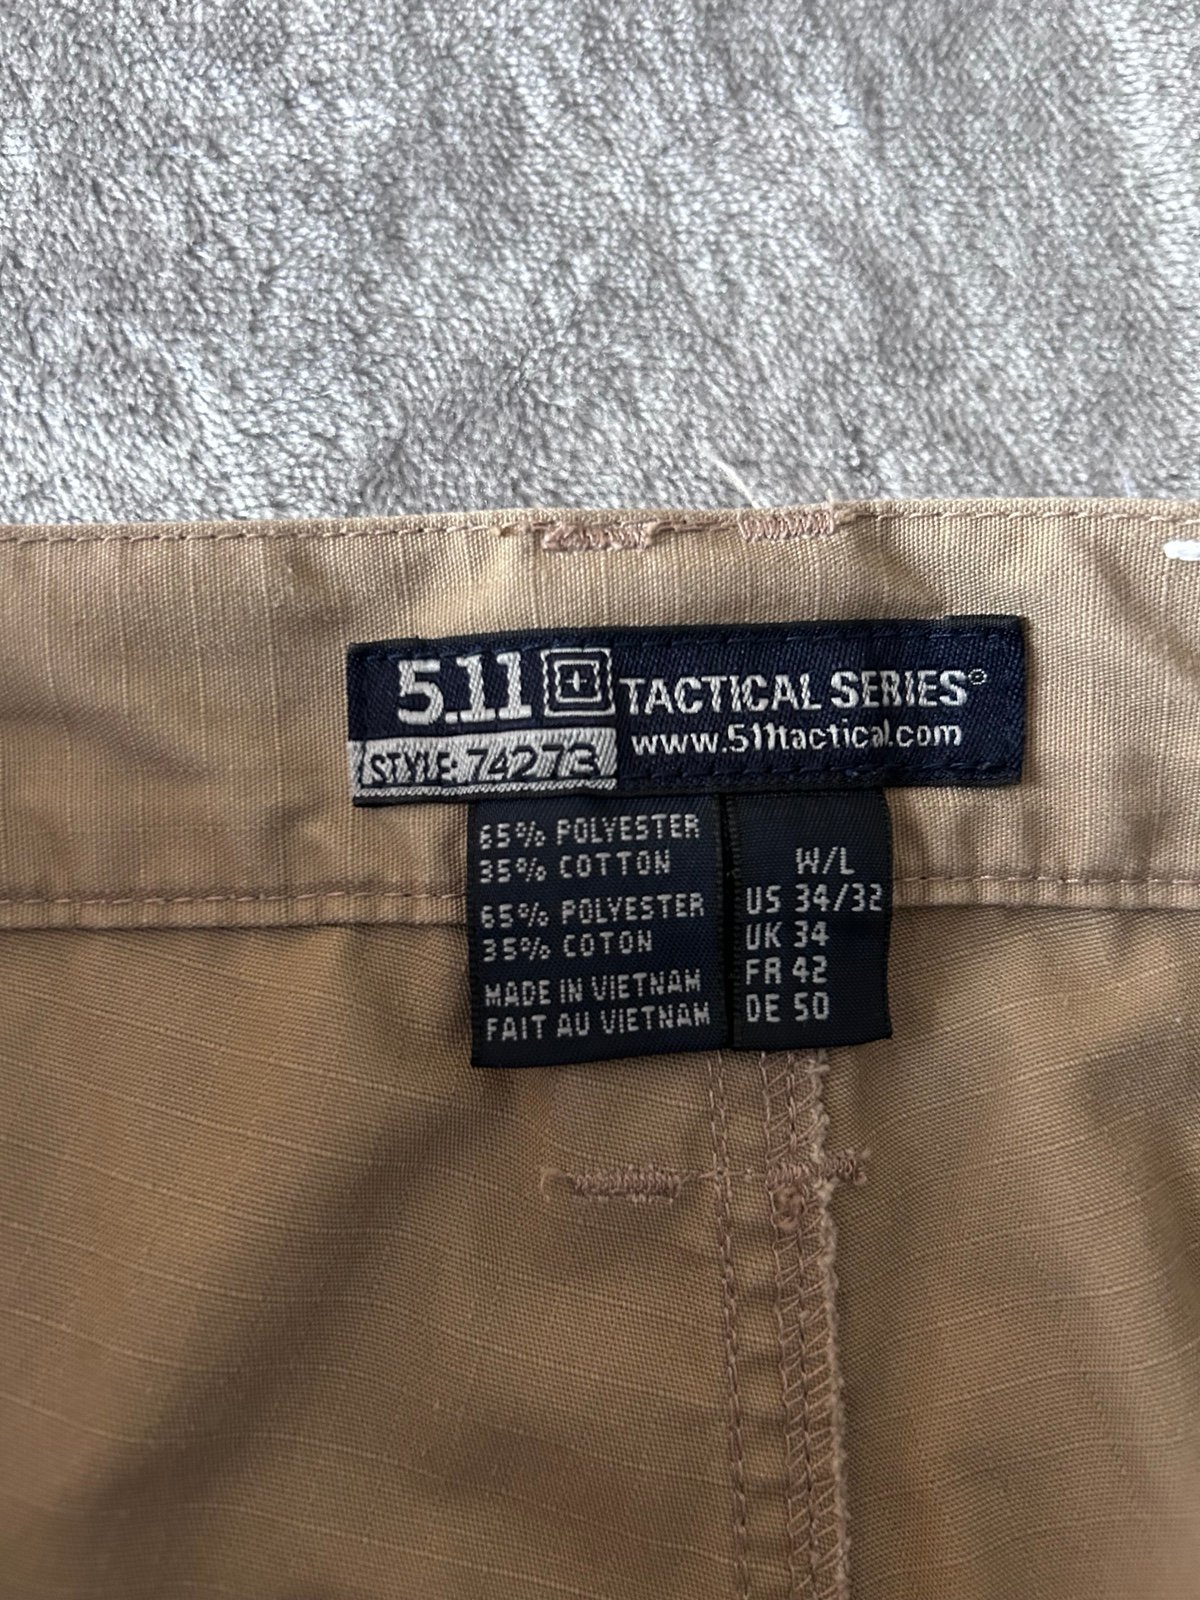 5.11 TACTICAL SERIES®
STYLE: 74273
www.511tactical.com
65% POLYESTER
35% COTTON
65% POLYESTER
35% COTON
MADE IN VIETNAM
FAIT AU VIETNAM
W/L
US 34/32
UK 34
FR 42
DE 50